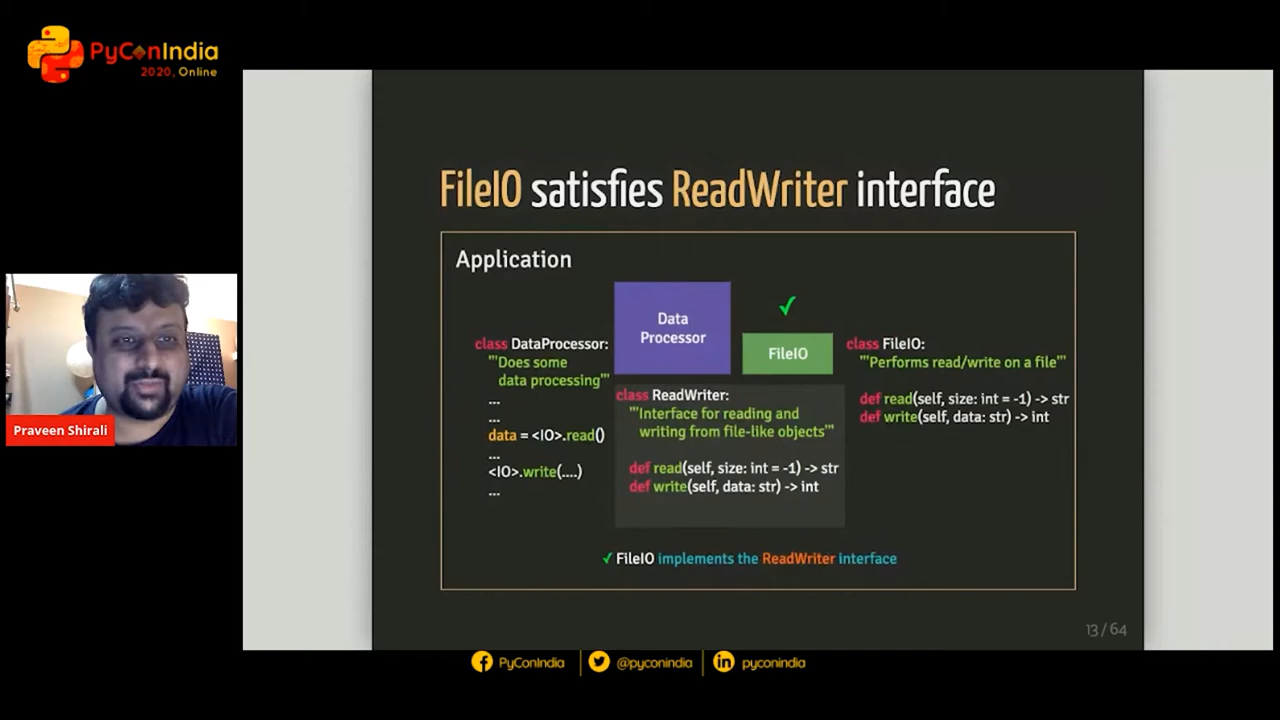 PyConIndia
2020, Online
FileIO satisfies ReadWriter interface
Application
Data
Processor
✓
FileIO
class DataProcessor:
'''Does some
data processing'''
...
...
data = <IO>.read()
...
<IO>.write(....)
...
class ReadWriter:
'''Interface for reading and
writing from file-like objects'''
def read(self, size: int = -1) -> str
def write(self, data: str) -> int
class FileIO:
'''Performs read/write on a file'''
def read(self, size: int = -1) -> str
def write(self, data: str) -> int
✓ FileIO implements the ReadWriter interface
13 / 64
Praveen Shirali
PyConIndia
@pyconindia
pyconindia